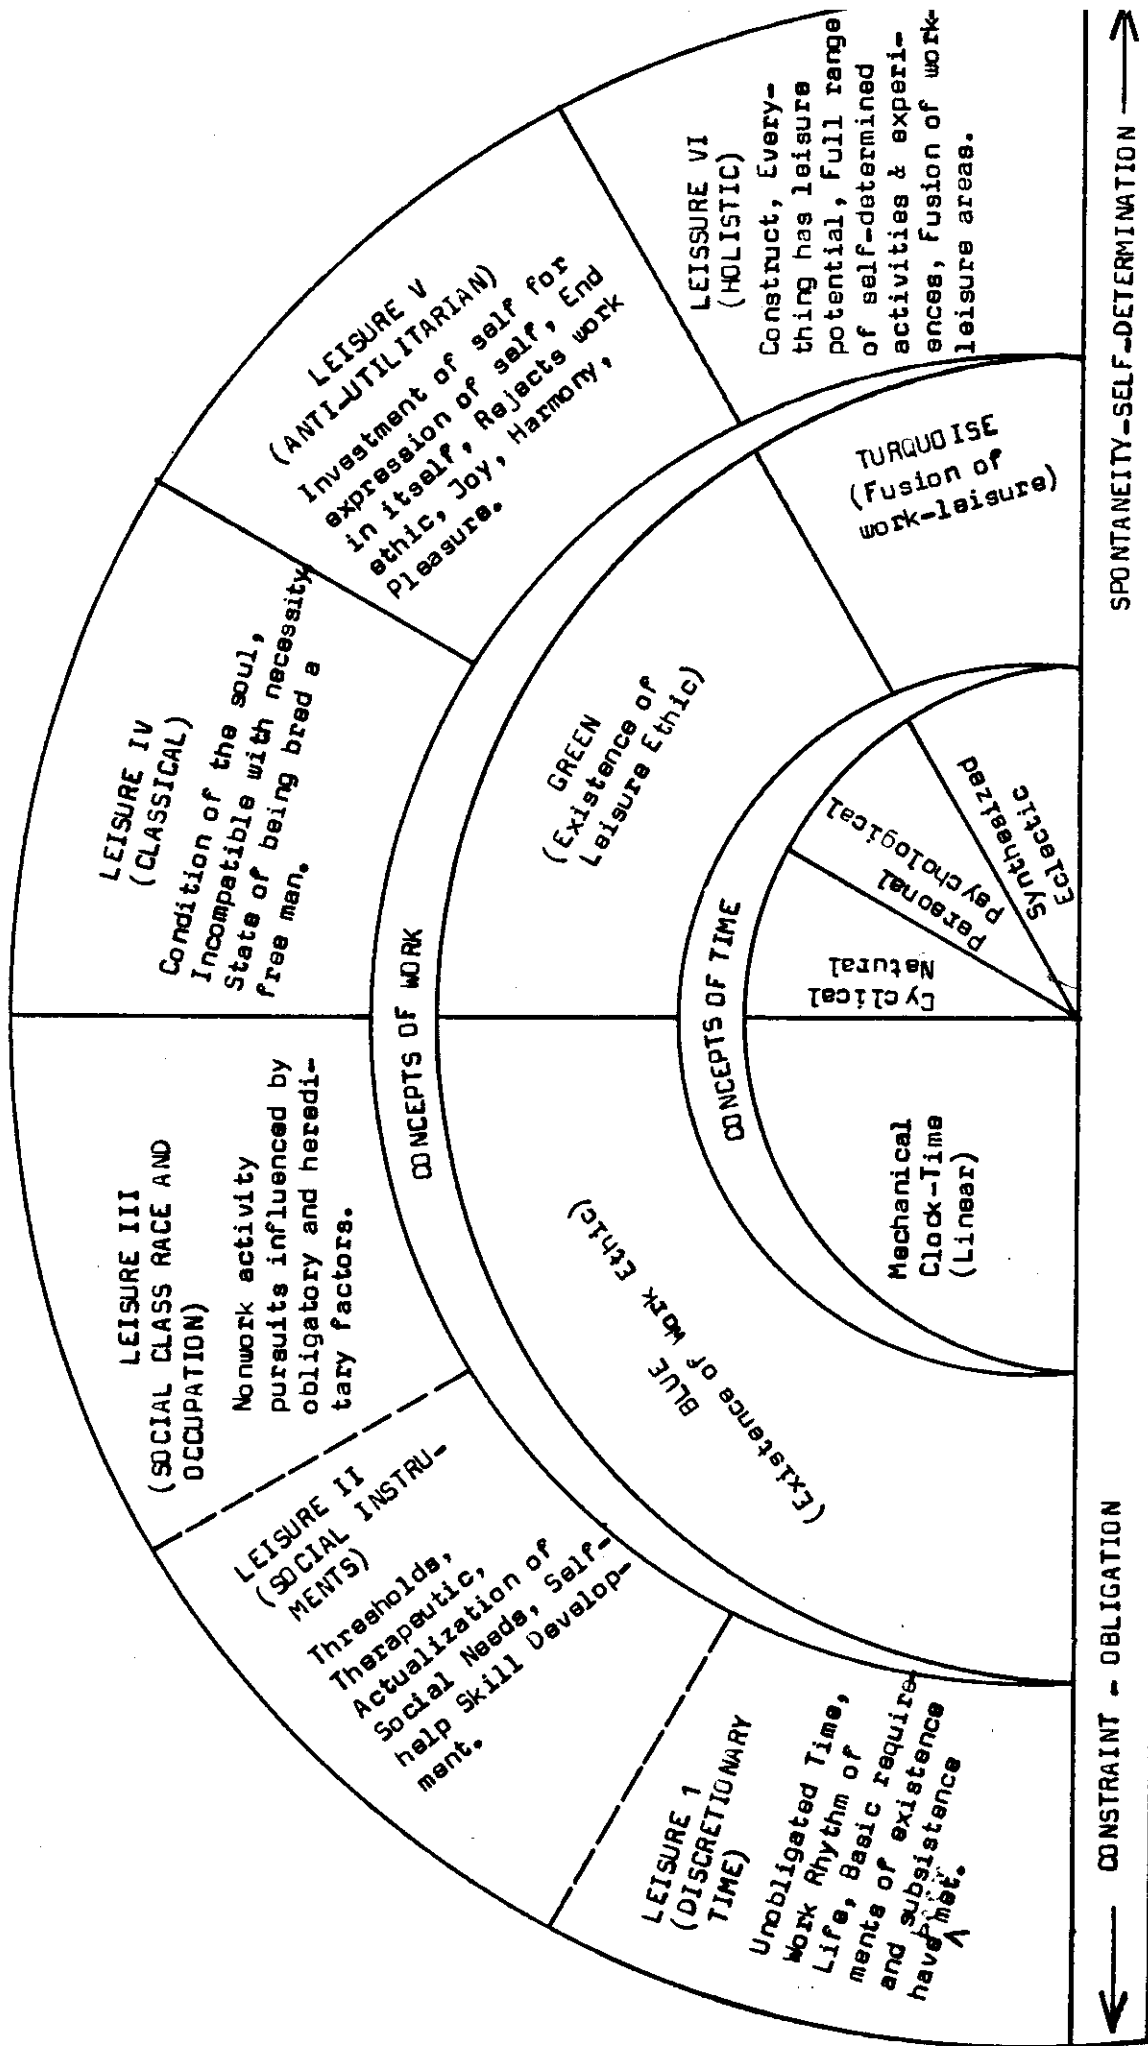 LEISURE 1
(DISCRETIONARY
TIME)
Unobligated Time,
Work Rhythm of
Life, Basic require-
ments of existence
and subsistence
have met.
LEISURE II
(SOCIAL INSTRU-
MENTS)
Thresholds,
Therapeutic,
Actualization of
Social Needs, Self-
help Skill Develop-
ment.
LEISURE III
(SOCIAL CLASS RACE AND
OCCUPATION)
Nonwork activity
pursuits influenced by
obligatory and heredi-
tary factors.
LEISURE IV
(CLASSICAL)
Condition of the soul,
Incompatible with necessity
State of being bred a
free man.
LEISURE V
(ANTI-UTILITARIAN)
Investment of self for
expression of self, End
in itself, Rejects work
ethic, Joy, Harmony,
Pleasure.
LEISSURE VI
(HOLISTIC)
Construct, Every-
thing has leisure
potential, Full range
of self-determined
activities & experi-
ences, Fusion of work-
leisure areas.
CONCEPTS OF WORK
BLUE
(Existence of Work Ethic)
GREEN
(Existence of
Leisure Ethic)
TURQUOISE
(Fusion of
work-leisure)
CONCEPTS OF TIME
Mechanical
Clock-Time
(Linear)
Cyclical
Natural
personal
psychological
Synthesized
Eclectic
CONSTRAINT - OBLIGATION
SPONTANEITY-SELF-DETERMINATION